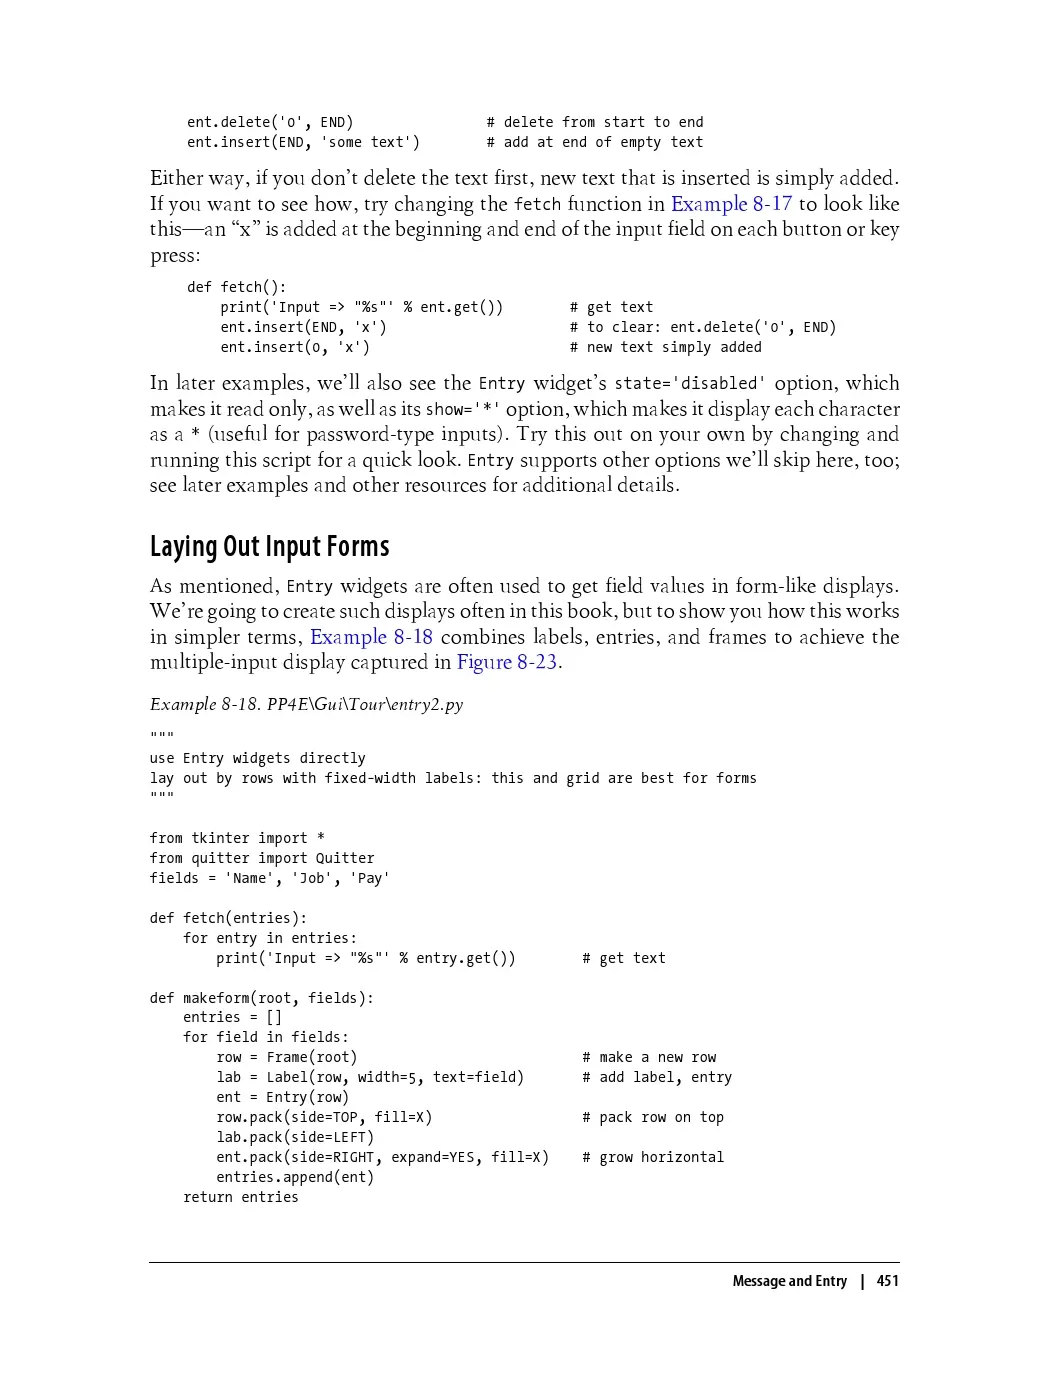 ent.delete('0', END)                # delete from start to end
ent.insert(END, 'some text')        # add at end of empty text
Either way, if you don’t delete the text first, new text that is inserted is simply added.
If you want to see how, try changing the fetch function in Example 8-17 to look like
this—an “x” is added at the beginning and end of the input field on each button or key
press:
def fetch():
    print('Input => "%s"' % ent.get())        # get text
    ent.insert(END, 'x')                      # to clear: ent.delete('0', END)
    ent.insert(0, 'x')                        # new text simply added
In later examples, we’ll also see the Entry widget’s state='disabled' option, which
makes it read only, as well as its show='*' option, which makes it display each character
as a * (useful for password-type inputs). Try this out on your own by changing and
running this script for a quick look. Entry supports other options we’ll skip here, too;
see later examples and other resources for additional details.
Laying Out Input Forms
As mentioned, Entry widgets are often used to get field values in form-like displays.
We’re going to create such displays often in this book, but to show you how this works
in simpler terms, Example 8-18 combines labels, entries, and frames to achieve the
multiple-input display captured in Figure 8-23.
Example 8-18. PP4E\Gui\Tour\entry2.py
"""
use Entry widgets directly
lay out by rows with fixed-width labels: this and grid are best for forms
"""
from tkinter import *
from quitter import Quitter
fields = 'Name', 'Job', 'Pay'
def fetch(entries):
    for entry in entries:
        print('Input => "%s"' % entry.get())        # get text
def makeform(root, fields):
    entries = []
    for field in fields:
        row = Frame(root)                           # make a new row
        lab = Label(row, width=5, text=field)       # add label, entry
        ent = Entry(row)
        row.pack(side=TOP, fill=X)                  # pack row on top
        lab.pack(side=LEFT)
        ent.pack(side=RIGHT, expand=YES, fill=X)    # grow horizontal
        entries.append(ent)
    return entries
Message and Entry | 451